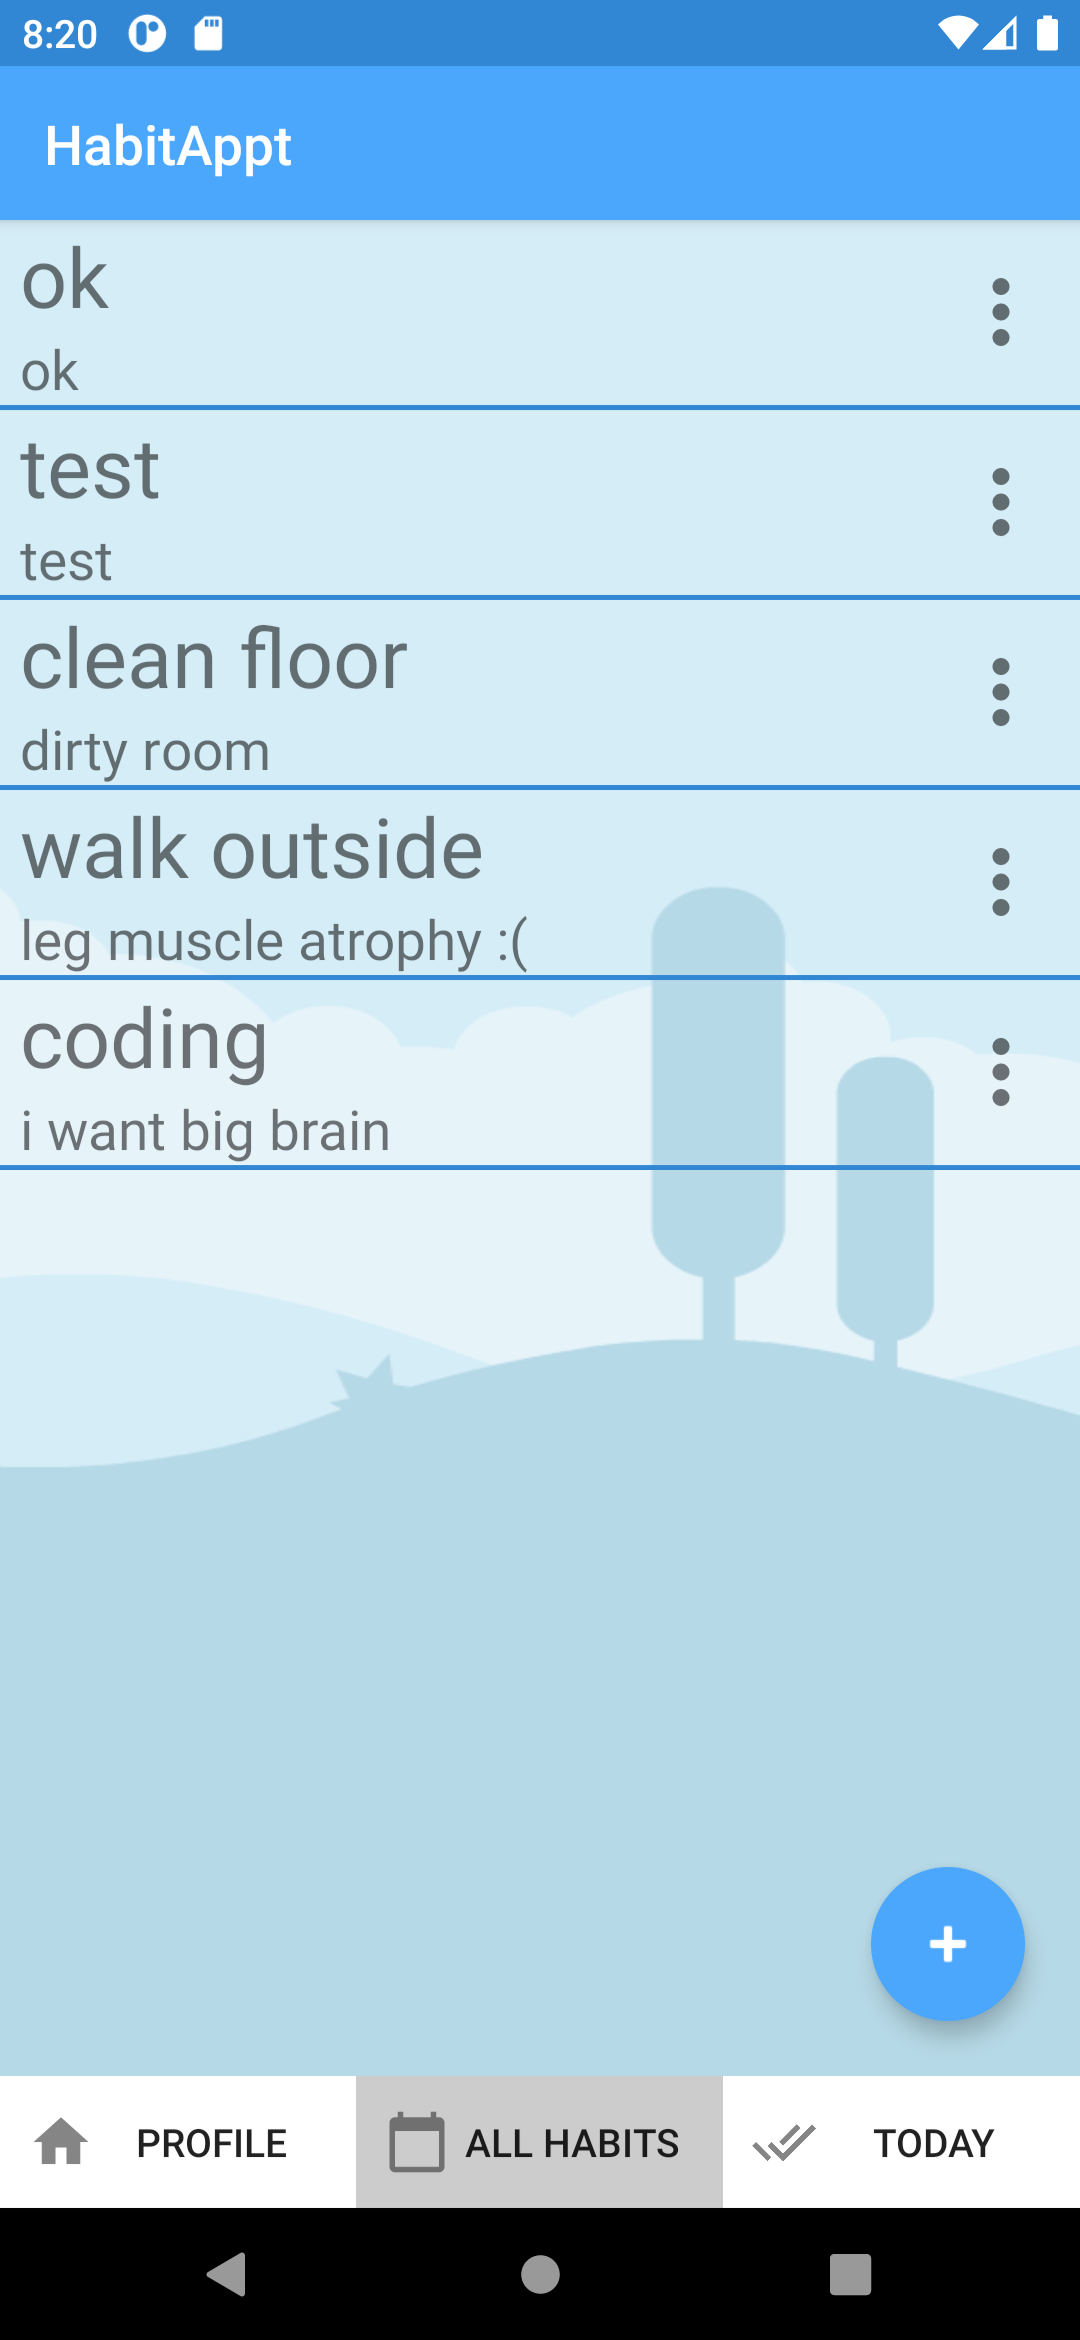 8:20
HabitAppt
ok
ok
test
test
clean floor
dirty room
walk outside
leg muscle atrophy :(
coding
i want big brain
PROFILE
ALL HABITS
TODAY